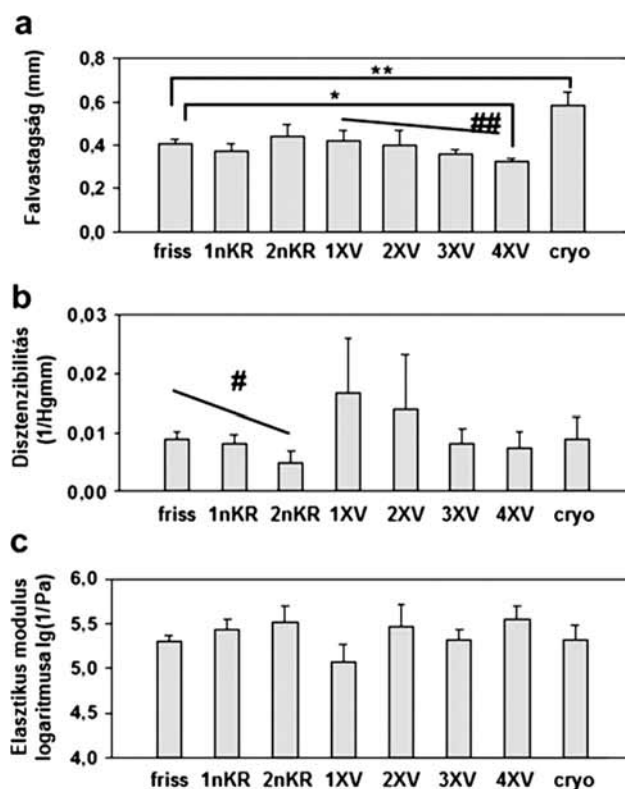 a
Falvastagság (mm)
0,8
0,6
0,4
0,2
0,0
**
*
##
friss 1nKR 2nKR 1XV 2XV 3XV 4XV cryo
b
Disztenzibilitás
(1/Hgmm)
0,03
0,02
0,01
0,00
#
friss 1nKR 2nKR 1XV 2XV 3XV 4XV cryo
c
Elasztikus modulus
logaritmusa lg(1/Pa)
6,0
5,5
5,0
4,5
4,0
friss 1nKR 2nKR 1XV 2XV 3XV 4XV cryo